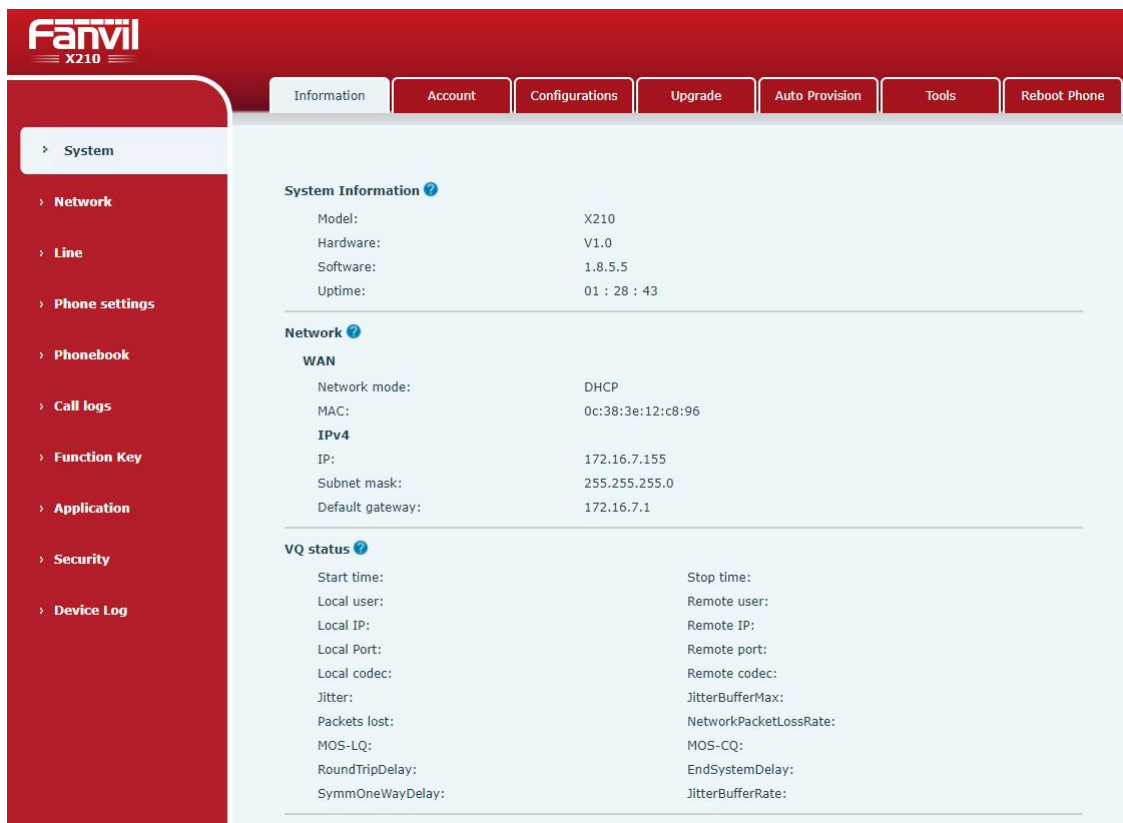 Fanvil
X210
Information Account Configurations Upgrade Auto Provision Tools Reboot Phone
› System
› Network
› Line
› Phone settings
› Phonebook
› Call logs
› Function Key
› Application
› Security
› Device Log
System Information ?
Model: X210
Hardware: V1.0
Software: 1.8.5.5
Uptime: 01 : 28 : 43
Network ?
WAN
Network mode: DHCP
MAC: 0c:38:3e:12:c8:96
IPv4
IP: 172.16.7.155
Subnet mask: 255.255.255.0
Default gateway: 172.16.7.1
VQ status ?
Start time: Stop time:
Local user: Remote user:
Local IP: Remote IP:
Local Port: Remote port:
Local codec: Remote codec:
Jitter: JitterBufferMax:
Packets lost: NetworkPacketLossRate:
MOS-LQ: MOS-CQ:
RoundTripDelay: EndSystemDelay:
SymmOneWayDelay: JitterBufferRate: